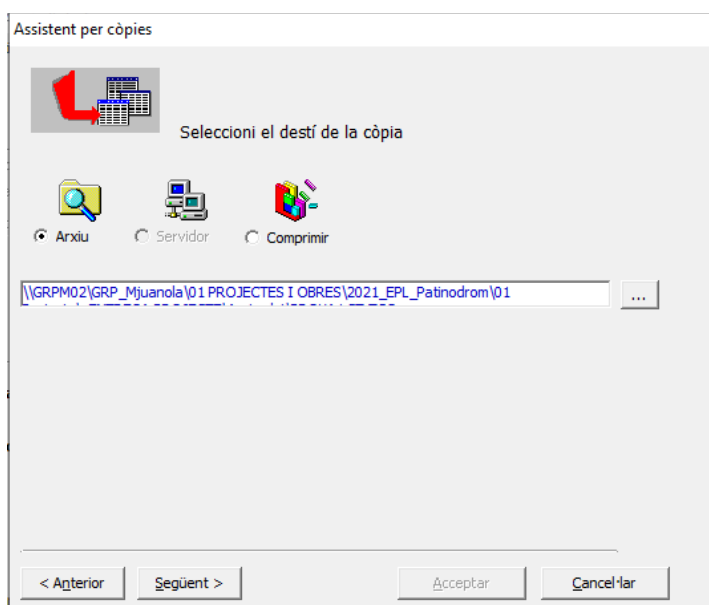 Assistent per còpies
Seleccioni el destí de la còpia
Arxiu
Servidor
Comprimir
\\GRPM02\GRP_Mjuanola\01 PROJECTES I OBRES\2021_EPL_Patinodrom\01
...
< Anterior
Següent >
Acceptar
Cancel·lar